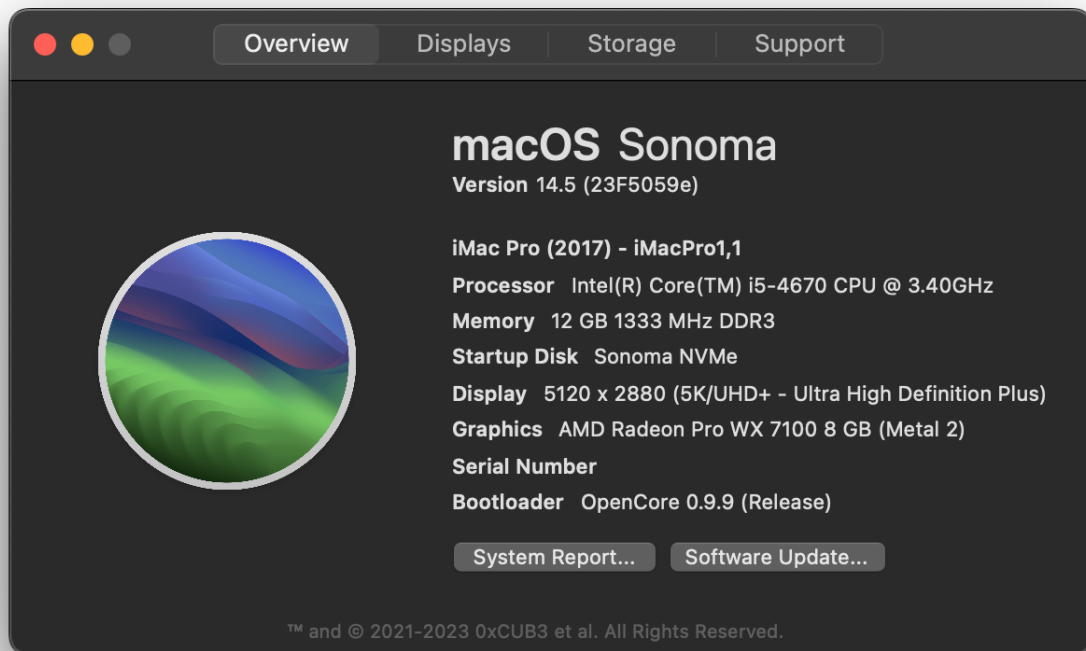 Overview Displays Storage Support
macOS Sonoma
Version 14.5 (23F5059e)
iMac Pro (2017) - iMacPro1,1
Processor Intel(R) Core(TM) i5-4670 CPU @ 3.40GHz
Memory 12 GB 1333 MHz DDR3
Startup Disk Sonoma NVMe
Display 5120 x 2880 (5K/UHD+ - Ultra High Definition Plus)
Graphics AMD Radeon Pro WX 7100 8 GB (Metal 2)
Serial Number
Bootloader OpenCore 0.9.9 (Release)
System Report... Software Update...
™ and © 2021-2023 0xCUB3 et al. All Rights Reserved.